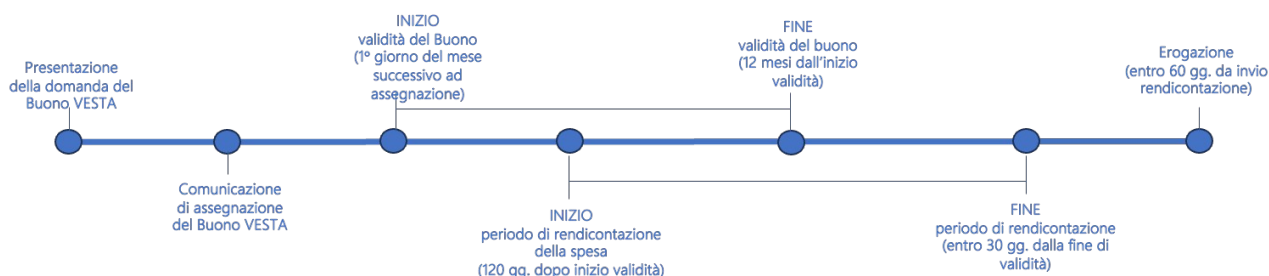 Presentazione
della domanda del
Buono VESTA
Comunicazione
di assegnazione
del Buono VESTA
INIZIO
validità del Buono
(1° giorno del mese
successivo ad
assegnazione)
INIZIO
periodo di rendicontazione
della spesa
(120 gg. dopo inizio validità)
FINE
validità del buono
(12 mesi dall'inizio
validità)
FINE
periodo di rendicontazione
(entro 30 gg. dalla fine di
validità)
Erogazione
(entro 60 gg. da invio
rendicontazione)